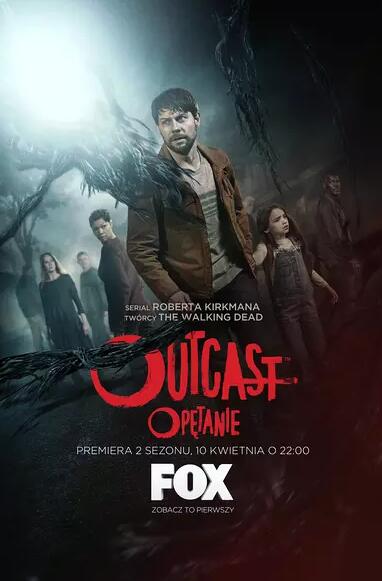 SERIAL ROBERTA KIRKMANA
TWÓRCY THE WALKING DEAD
OUTCAST™
OPĘTANIE
PREMIERA 2 SEZONU, 10 KWIETNIA O 22:00
FOX
ZOBACZ TO PIERWSZY